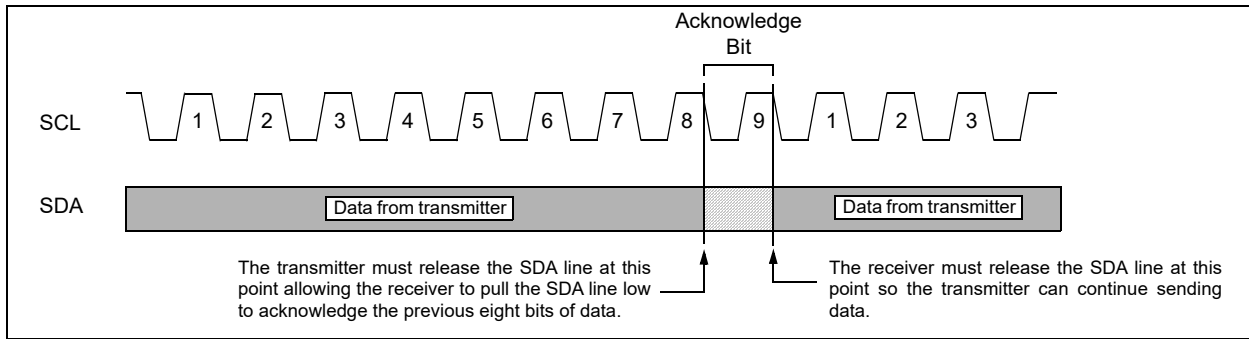 Acknowledge
Bit
SCL
1 2 3 4 5 6 7 8 9 1 2 3
SDA
Data from transmitter Data from transmitter
The transmitter must release the SDA line at this
point allowing the receiver to pull the SDA line low
to acknowledge the previous eight bits of data.
The receiver must release the SDA line at this
point so the transmitter can continue sending
data.